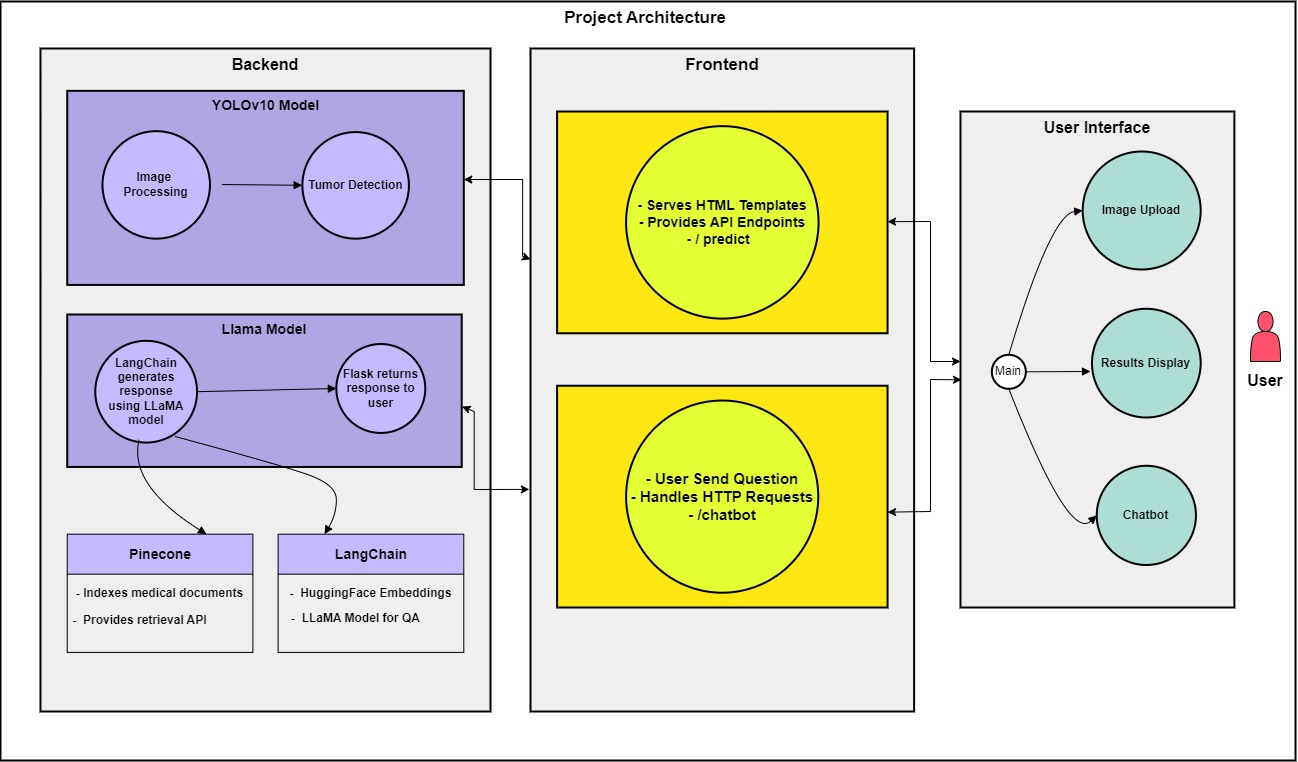 Project Architecture
Backend
YOLOv10 Model
Image
Processing
Tumor Detection
Llama Model
LangChain
generates
response
using LLaMA
model
Flask returns
response to
user
Pinecone
- Indexes medical documents
- Provides retrieval API
LangChain
- HuggingFace Embeddings
- LLaMA Model for QA
Frontend
- Serves HTML Templates
- Provides API Endpoints
- / predict
- User Send Question
- Handles HTTP Requests
- /chatbot
User Interface
Main
Image Upload
Results Display
Chatbot
User